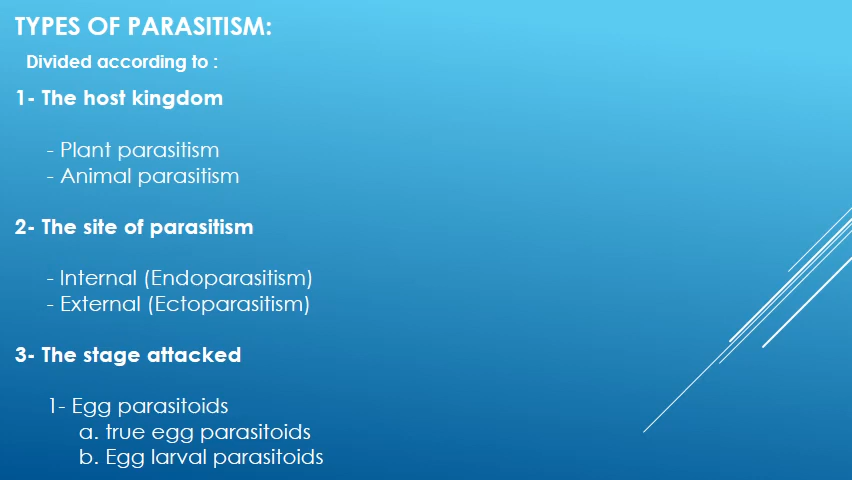 TYPES OF PARASITISM:
Divided according to :
1- The host kingdom
- Plant parasitism
- Animal parasitism
2- The site of parasitism
- Internal (Endoparasitism)
- External (Ectoparasitism)
3- The stage attacked
1- Egg parasitoids
a. true egg parasitoids
b. Egg larval parasitoids